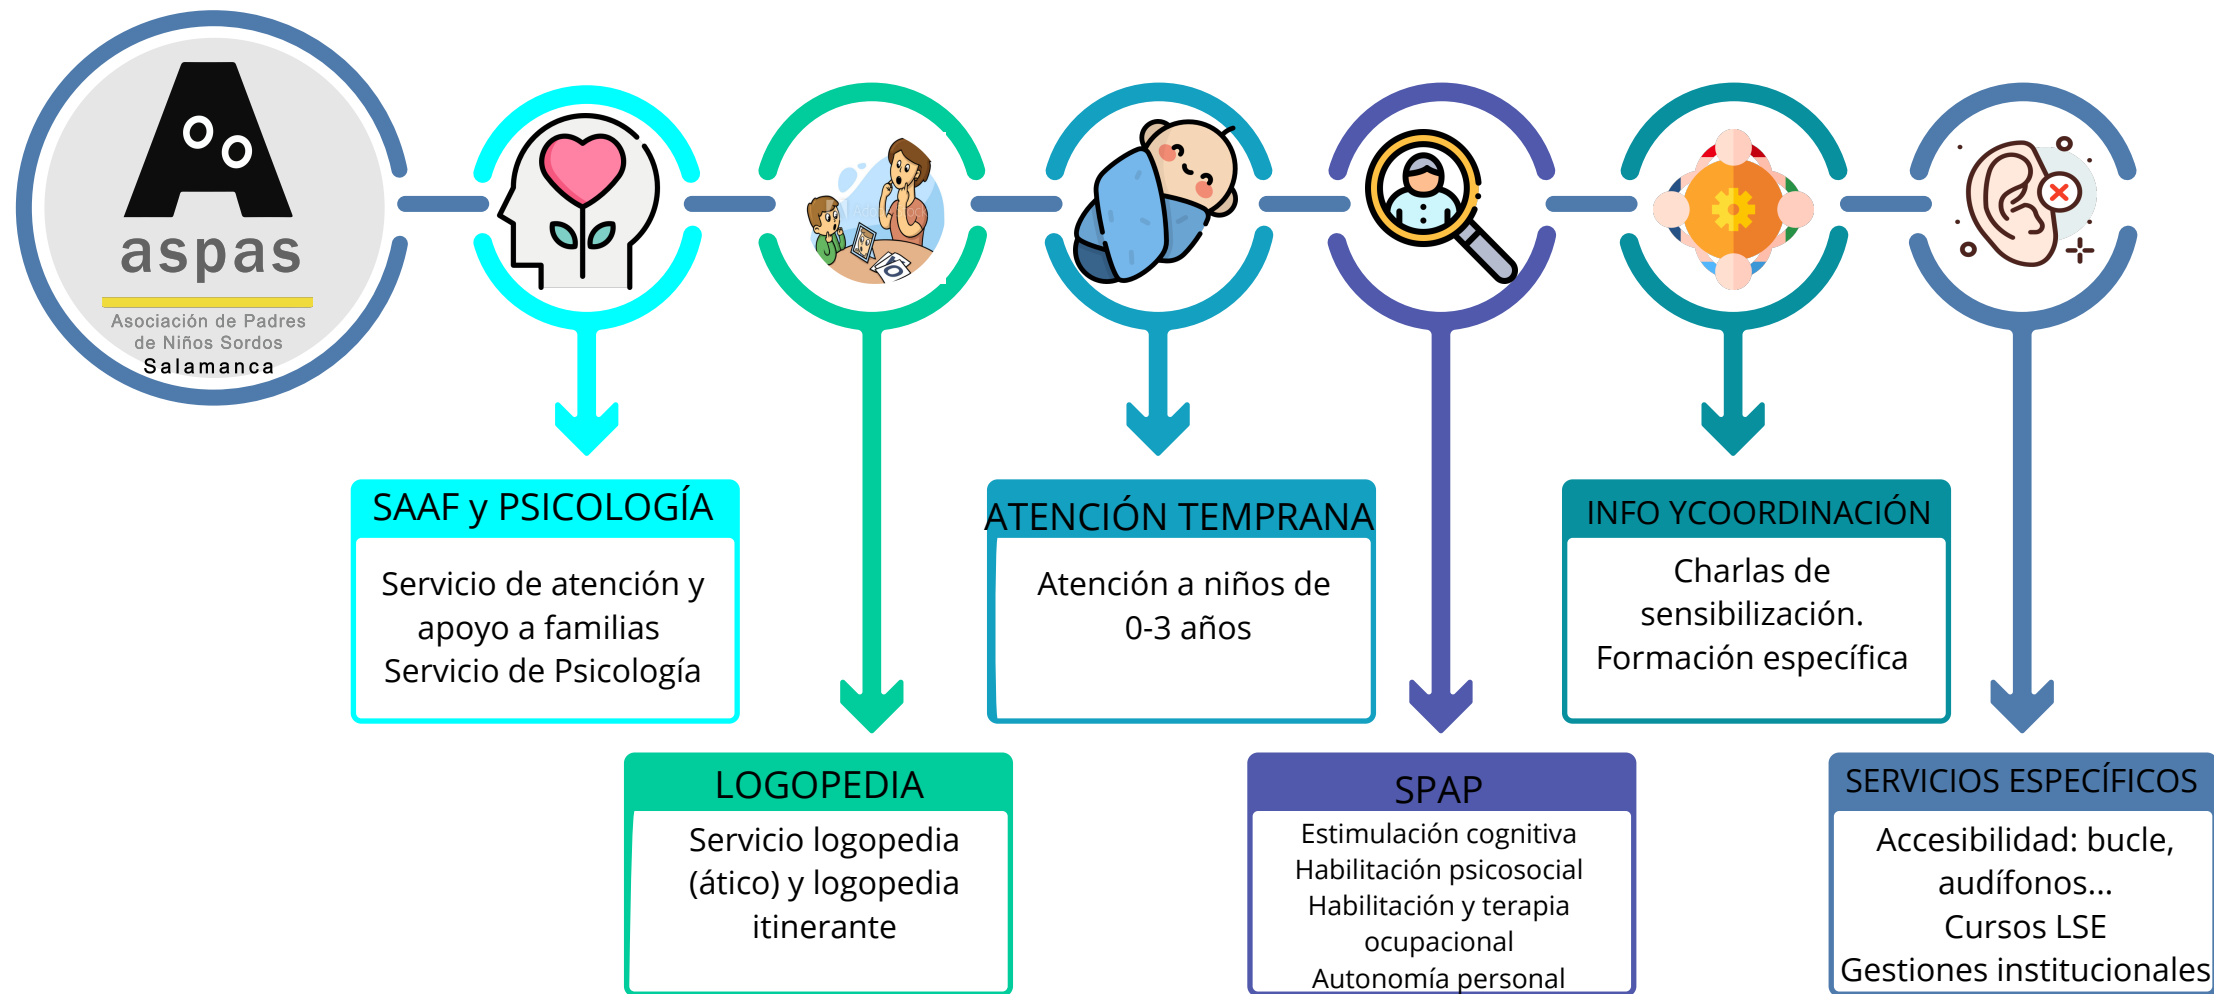 aspas
Asociación de Padres
de Niños Sordos
Salamanca
YO
SAAF y PSICOLOGÍA
Servicio de atención y
apoyo a familias
Servicio de Psicología
LOGOPEDIA
Servicio logopedia
(ático) y logopedia
itinerante
ATENCIÓN TEMPRANA
Atención a niños de
0-3 años
SPAP
Estimulación cognitiva
Habilitación psicosocial
Habilitación y terapia
ocupacional
Autonomía personal
INFO YCOORDINACIÓN
Charlas de
sensibilización.
Formación específica
SERVICIOS ESPECÍFICOS
Accesibilidad: bucle,
audífonos...
Cursos LSE
Gestiones institucionales